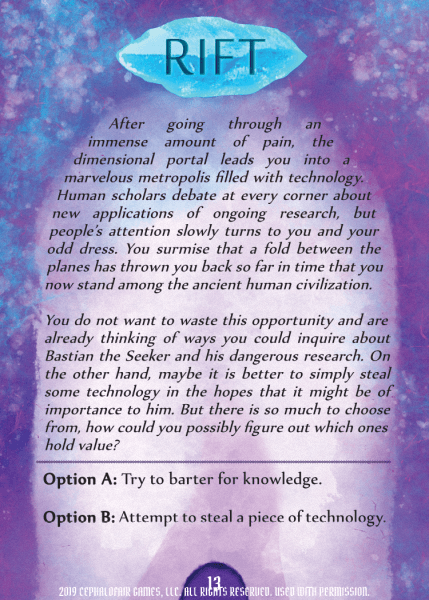 RIFT
After going through an
immense amount of pain, the
dimensional portal leads you into a
marvelous metropolis filled with technology.
Human scholars debate at every corner about
new applications of ongoing research, but
people's attention slowly turns to you and your
odd dress. You surmise that a fold between the
planes has thrown you back so far in time that you
now stand among the ancient human civilization.
You do not want to waste this opportunity and are
already thinking of ways you could inquire about
Bastian the Seeker and his dangerous research. On
the other hand, maybe it is better to simply steal
some technology in the hopes that it might be of
importance to him. But there is so much to choose
from, how could you possibly figure out which ones
hold value?
Option A: Try to barter for knowledge.
Option B: Attempt to steal a piece of technology.
13
2019 CEPHALOFAIR GAMES, LLC. ALL RIGHTS RESERVED. USED WITH PERMISSION.